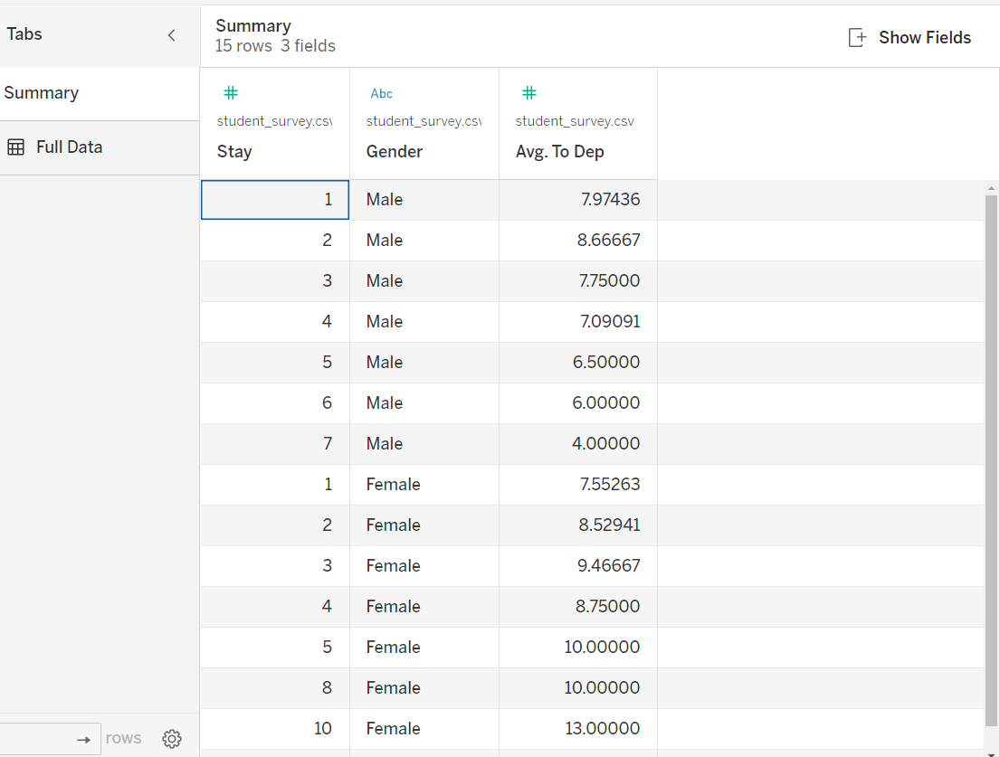 Tabs
Summary
15 rows 3 fields
Show Fields
Summary
Full Data
Abc
student_survey.csv student_survey.csv student_survey.csv
Stay Gender Avg. To Dep
1 Male 7.97436
2 Male 8.66667
3 Male 7.75000
4 Male 7.09091
5 Male 6.50000
6 Male 6.00000
7 Male 4.00000
1 Female 7.55263
2 Female 8.52941
3 Female 9.46667
4 Female 8.75000
5 Female 10.00000
8 Female 10.00000
10 Female 13.00000
rows